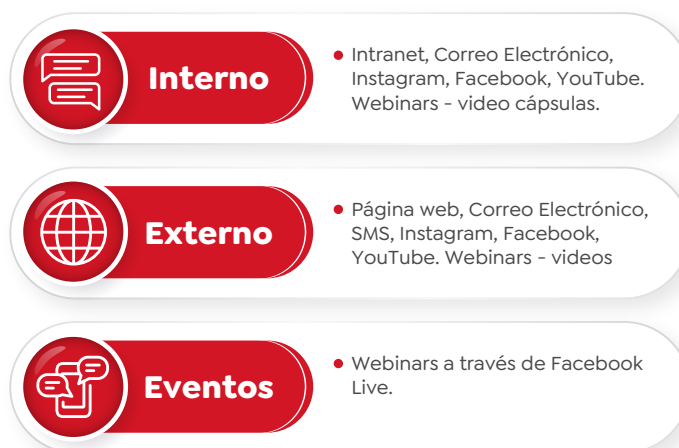 Interno
• Intranet, Correo Electrónico,
Instagram, Facebook, YouTube.
Webinars - video cápsulas.
Externo
• Página web, Correo Electrónico,
SMS, Instagram, Facebook,
YouTube. Webinars - videos
Eventos
• Webinars a través de Facebook
Live.